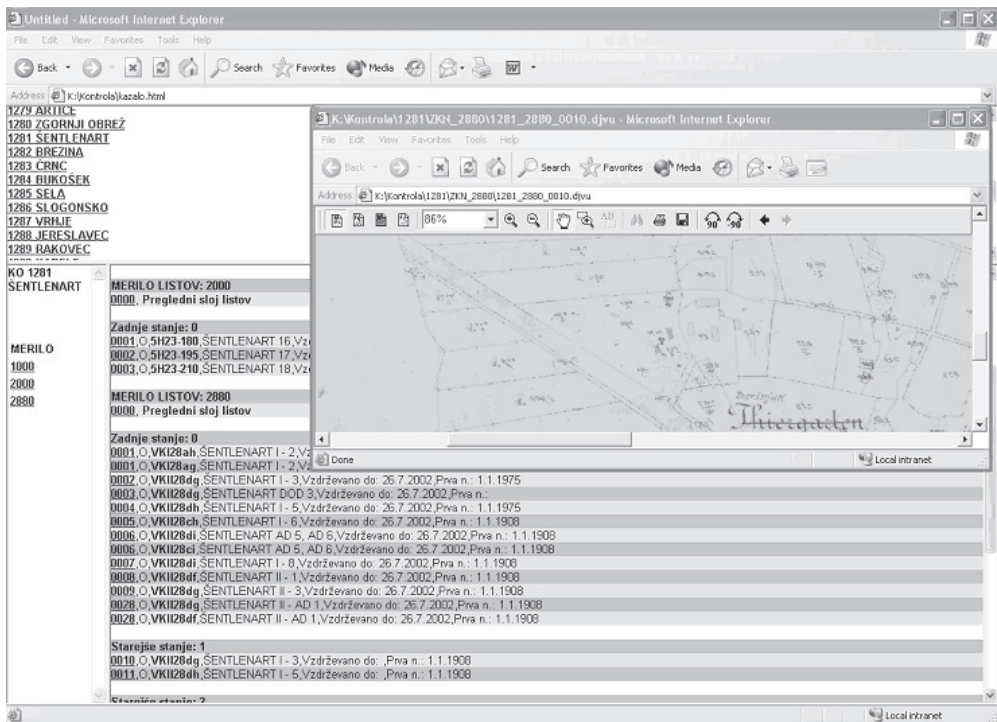 Untitled - Microsoft Internet Explorer
File Edit View Favorites Tools Help
Back Search Favorites Media
Address K:\Kontrola\kazalo.html
1279 ARTICE
1280 ZGORNJI OBREŽ
1281 ŠENTLENART
1282 BREZINA
1283 ČRNC
1284 BUKOŠEK
1285 SELA
1286 SLOGONSKO
1287 VRHJE
1288 JERESLAVEC
1289 RAKOVEC
KO 1281
ŠENTLENART
MERILO
1000
2000
2880
MERILO LISTOV: 2000
0000, Pregledni sloj listov
Zadnje stanje: 0
0001,O,5H23-180,ŠENTLENART 16,Vz
0002,O,5H23-195,ŠENTLENART 17,Vz
0003,O,5H23-210,ŠENTLENART 18,Vz
MERILO LISTOV: 2880
0000, Pregledni sloj listov
Zadnje stanje: 0
0001,O,VKI28ah,ŠENTLENART I - 2,Vz
0001,O,VKI28ag,ŠENTLENART I - 2,Vz
0002,O,VKII28dg,ŠENTLENART I - 3,Vzdrževano do: 26.7.2002,Prva n.: 1.1.1975
0003,O,VKII28dg,ŠENTLENART DOD 3,Vzdrževano do: 26.7.2002,Prva n.:
0004,O,VKII28dh,ŠENTLENART I - 5,Vzdrževano do: 26.7.2002,Prva n.: 1.1.1975
0005,O,VKII28ch,ŠENTLENART I - 6,Vzdrževano do: 26.7.2002,Prva n.: 1.1.1908
0006,O,VKII28di,ŠENTLENART AD 5, AD 6,Vzdrževano do: 26.7.2002,Prva n.: 1.1.1908
0006,O,VKII28ci,ŠENTLENART AD 5, AD 6,Vzdrževano do: 26.7.2002,Prva n.: 1.1.1908
0007,O,VKII28di,ŠENTLENART I - 8,Vzdrževano do: 26.7.2002,Prva n.: 1.1.1908
0008,O,VKII28df,ŠENTLENART II - 1,Vzdrževano do: 26.7.2002,Prva n.: 1.1.1908
0009,O,VKII28dg,ŠENTLENART II - 3,Vzdrževano do: 26.7.2002,Prva n.: 1.1.1908
0028,O,VKII28dg,ŠENTLENART II - AD 1,Vzdrževano do: 26.7.2002,Prva n.: 1.1.1908
0028,O,VKII28df,ŠENTLENART II - AD 1,Vzdrževano do: 26.7.2002,Prva n.: 1.1.1908
Starejše stanje: 1
0010,O,VKII28dg,ŠENTLENART I - 3,Vzdrževano do: ,Prva n.: 1.1.1908
0011,O,VKII28dh,ŠENTLENART I - 5,Vzdrževano do: ,Prva n.: 1.1.1908
Starejše stanje: 2
K:\Kontrola\1281\ZKN_2880\1281_2880_0010.djvu - Microsoft Internet Explorer
File Edit View Favorites Tools Help
Back Search Favorites Media
Address K:\Kontrola\1281\ZKN_2880\1281_2880_0010.djvu
86% All 90 -90
Thiergarten
Done Local intranet
Local intranet